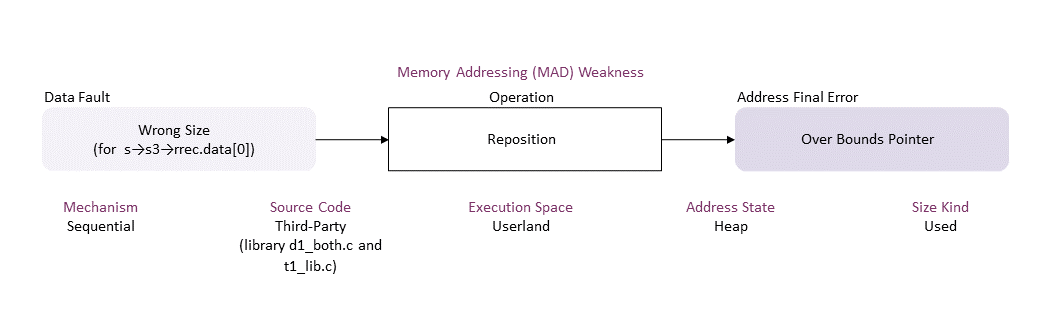 Memory Addressing (MAD) Weakness
Data Fault
Operation
Address Final Error
Wrong Size
(for s→s3→rrec.data[0])
Reposition
Over Bounds Pointer
Mechanism
Sequential
Source Code
Third-Party
(library d1_both.c and
t1_lib.c)
Execution Space
Userland
Address State
Heap
Size Kind
Used